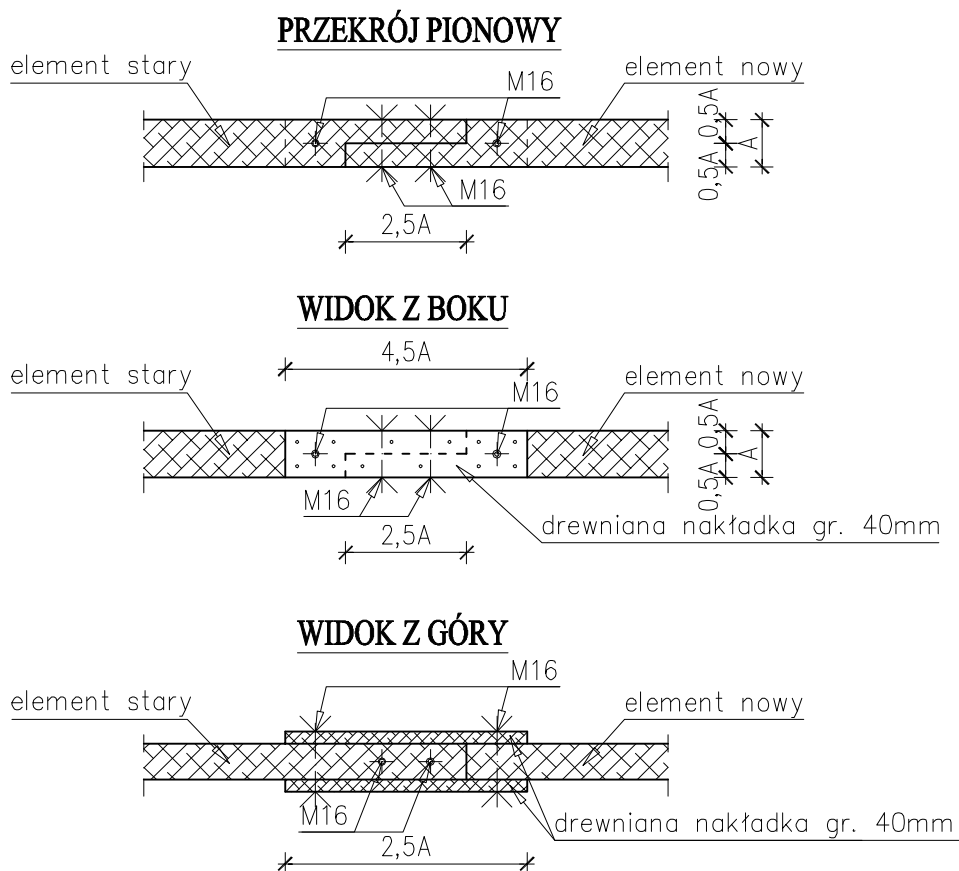 PRZEKRÓJ PIONOWY
element stary
M16
element nowy
0,5A
0,5A
A
M16
2,5A
WIDOK Z BOKU
4,5A
element stary
M16
element nowy
0,5A
0,5A
A
M16
2,5A
drewniana nakładka gr. 40mm
WIDOK Z GÓRY
M16
element stary
element nowy
M16
drewniana nakładka gr. 40mm
2,5A